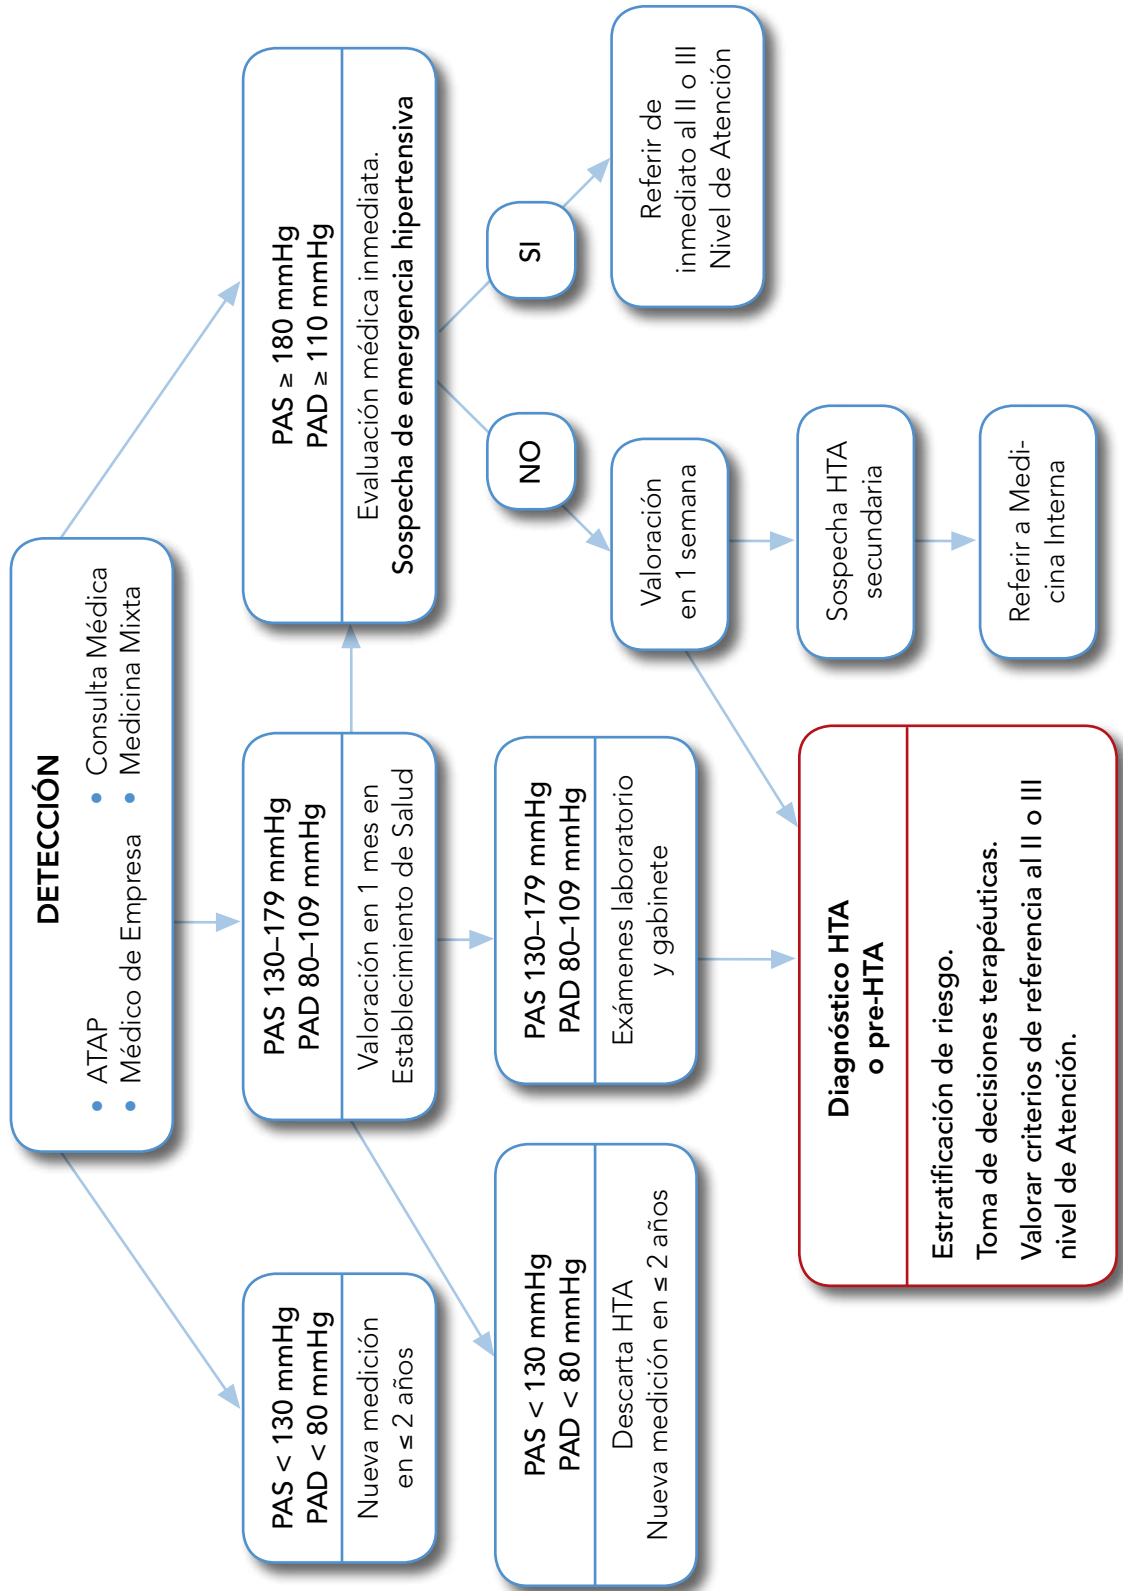 DETECCIÓN
• ATAP
• Médico de Empresa
• Consulta Médica
• Medicina Mixta
PAS < 130 mmHg
PAD < 80 mmHg
Nueva medición
en ≤ 2 años
PAS 130–179 mmHg
PAD 80–109 mmHg
Valoración en 1 mes en
Establecimiento de Salud
PAS ≥ 180 mmHg
PAD ≥ 110 mmHg
Evaluación médica inmediata.
Sospecha de emergencia hipertensiva
PAS < 130 mmHg
PAD < 80 mmHg
Descarta HTA
Nueva medición en ≤ 2 años
PAS 130–179 mmHg
PAD 80–109 mmHg
Exámenes laboratorio
y gabinete
NO
SI
Valoración
en 1 semana
Referir de
inmediato al II o III
Nivel de Atención
Sospecha HTA
secundaria
Referir a Medi-
cina Interna
Diagnóstico HTA
o pre-HTA
Estratificación de riesgo.
Toma de decisiones terapéuticas.
Valorar criterios de referencia al II o III
nivel de Atención.